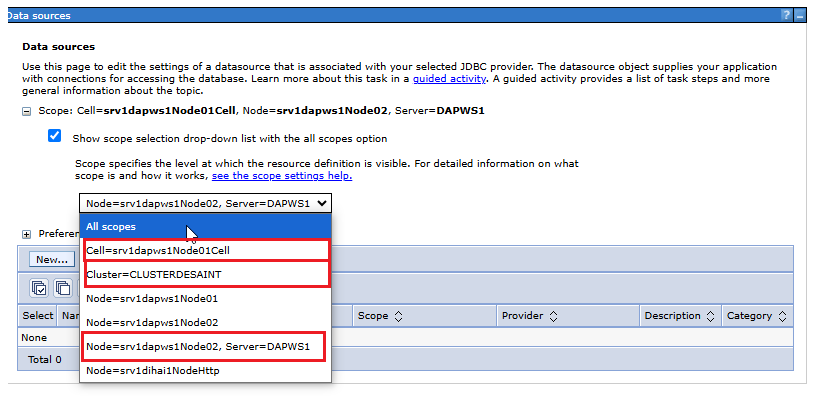 Data sources
?
Data sources
Use this page to edit the settings of a datasource that is associated with your selected JDBC provider. The datasource object supplies your application
with connections for accessing the database. Learn more about this task in a guided activity. A guided activity provides a list of task steps and more
general information about the topic.
Scope: Cell=srv1dapws1Node01Cell, Node=srv1dapws1Node02, Server=DAPWS1
Show scope selection drop-down list with the all scopes option
Scope specifies the level at which the resource definition is visible. For detailed information on what
scope is and how it works, see the scope settings help.
Node=srv1dapws1Node02, Server=DAPWS1
All scopes
Cell=srv1dapws1Node01Cell
Cluster=CLUSTERDESAINT
Node=srv1dapws1Node01
Node=srv1dapws1Node02
Node=srv1dapws1Node02, Server=DAPWS1
Node=srv1dihai1NodeHttp
Preferen
New...
Select Nan Scope Provider Description Category
None
Total 0